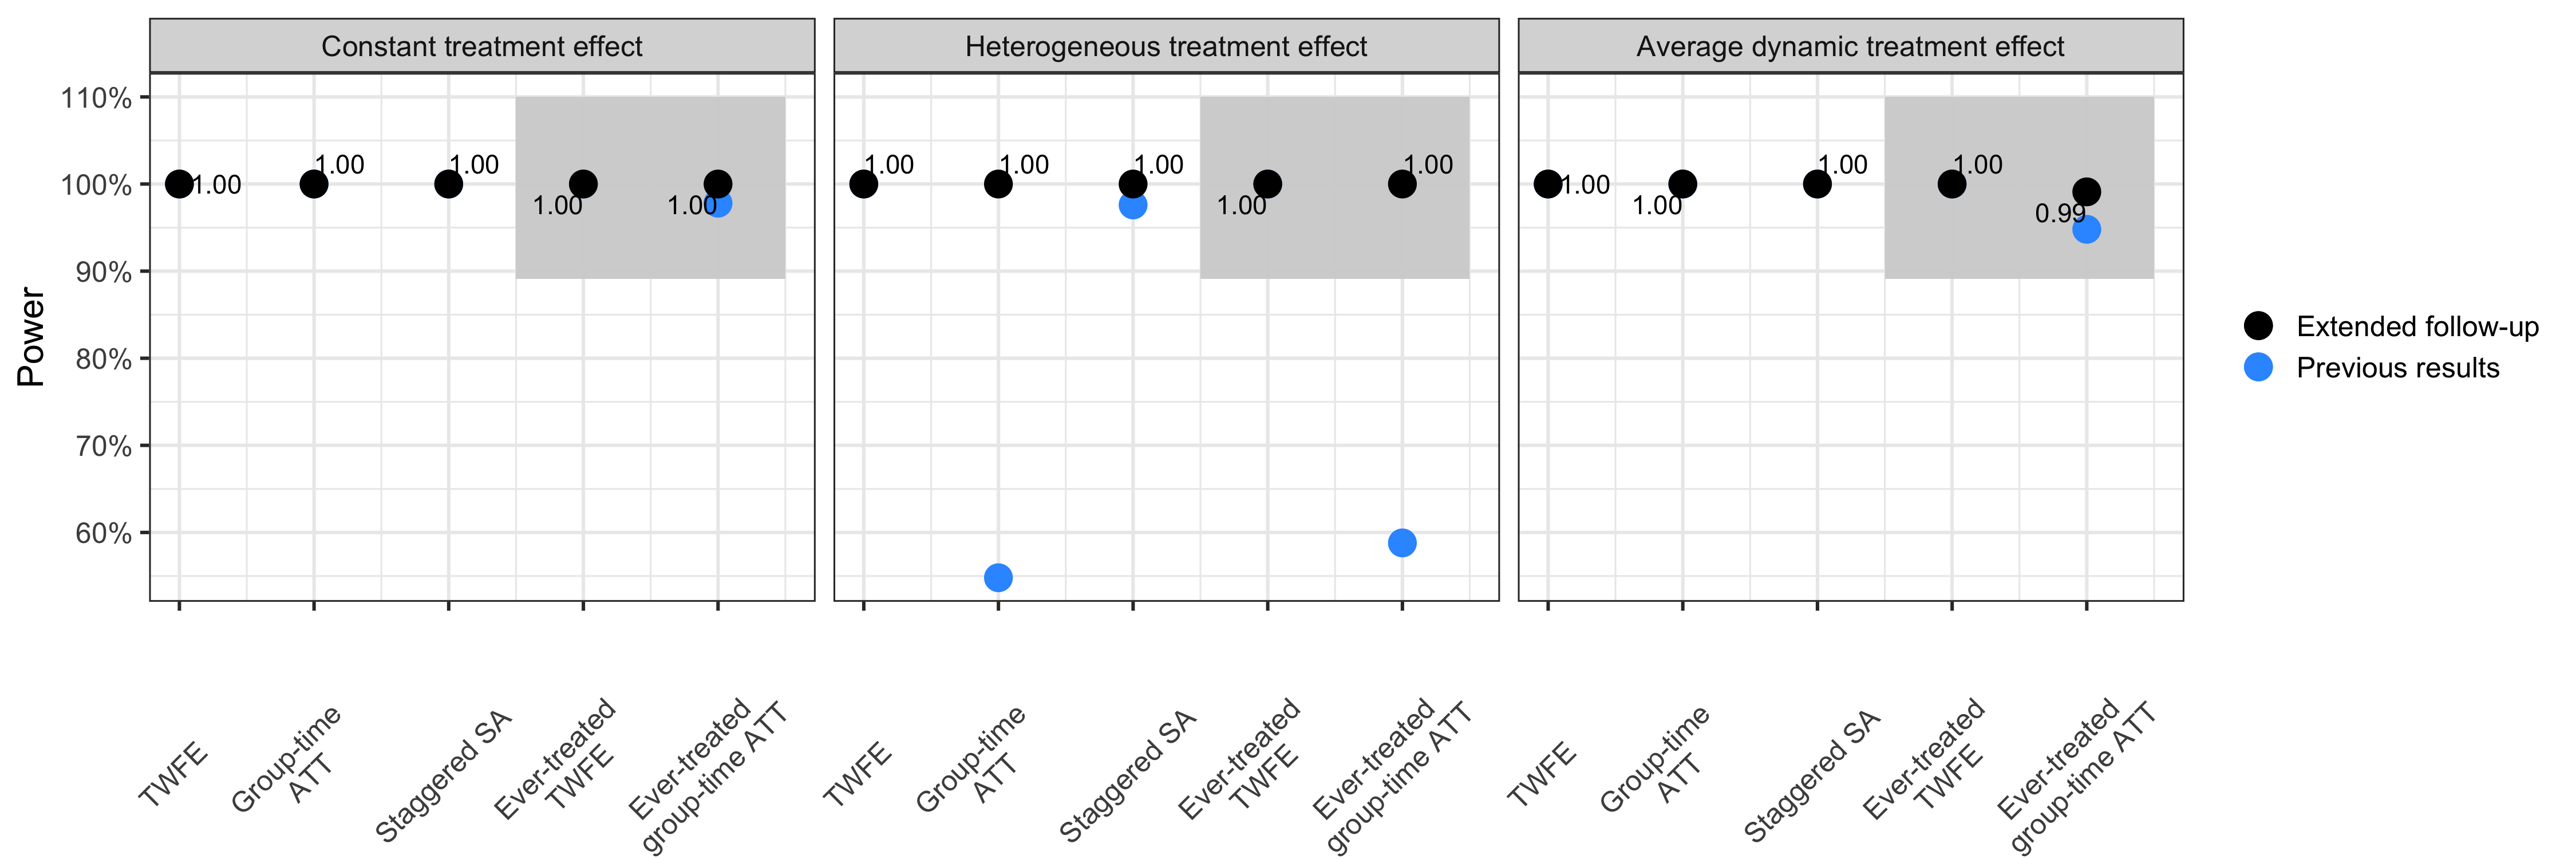 Constant treatment effect
Heterogeneous treatment effect
Average dynamic treatment effect
Power
110%
100%
90%
80%
70%
60%
1.00
1.00
1.00
1.00
1.00
1.00
1.00
1.00
1.00
1.00
1.00
1.00
1.00
1.00
0.99
TWFE
Group-time
ATT
Staggered SA
Ever-treated
TWFE
Ever-treated
group-time ATT
TWFE
Group-time
ATT
Staggered SA
Ever-treated
TWFE
Ever-treated
group-time ATT
TWFE
Group-time
ATT
Staggered SA
Ever-treated
TWFE
Ever-treated
group-time ATT
Extended follow-up
Previous results